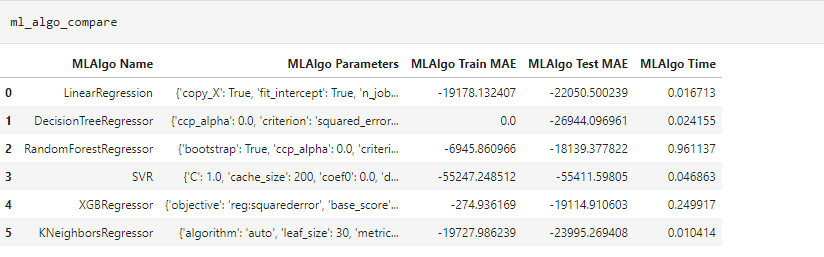 ml_algo_compare
MLAlgo Name MLAlgo Parameters MLAlgo Train MAE MLAlgo Test MAE MLAlgo Time
0 LinearRegression {'copy_X': True, 'fit_intercept': True, 'n_job... -19178.132407 -22050.500239 0.016713
1 DecisionTreeRegressor {'ccp_alpha': 0.0, 'criterion': 'squared_error... 0.0 -26944.096961 0.024155
2 RandomForestRegressor {'bootstrap': True, 'ccp_alpha': 0.0, 'criteri... -6945.860966 -18139.377822 0.961137
3 SVR {'C': 1.0, 'cache_size': 200, 'coef0': 0.0, 'd... -55247.248512 -55411.59805 0.046863
4 XGBRegressor {'objective': 'reg:squarederror', 'base_score'... -274.936169 -19114.910603 0.249917
5 KNeighborsRegressor {'algorithm': 'auto', 'leaf_size': 30, 'metric... -19727.986239 -23995.269408 0.010414